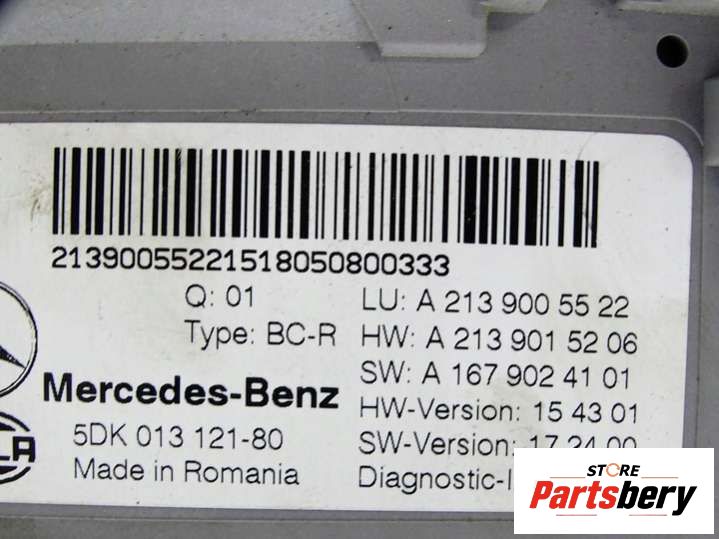 21390055221518050800333
Q: 01
LU: A 213 900 55 22
Type: BC-R
HW: A 213 901 52 06
SW: A 167 902 41 01
Mercedes-Benz
HW-Version: 15 43 01
5DK 013 121-80
SW-Version: 17 24 00
Made in Romania
STORE
Partsbery